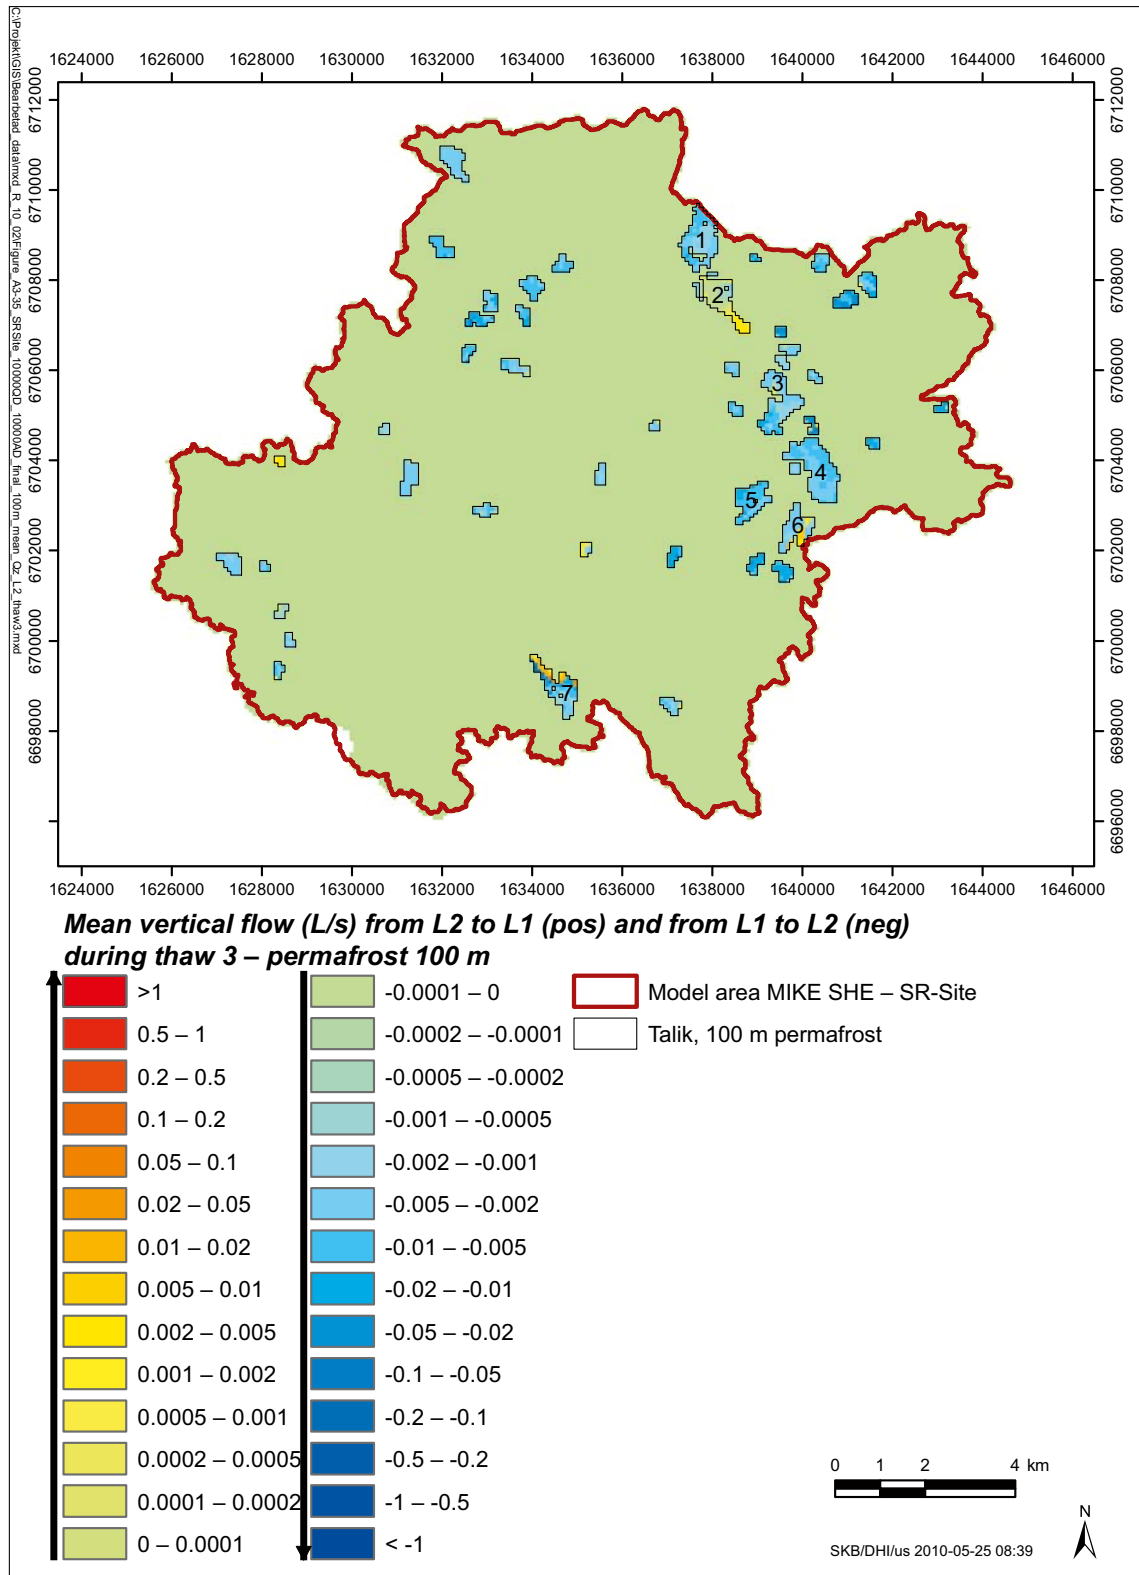 C:\Projekt\GIS\Bearbetad_data\mxd_R_10_02\Figure_A3-35_SRSite_10000QD_10000AD_final_100m_mean_Qz_L2_thaw3.mxd
1624000 1626000 1628000 1630000 1632000 1634000 1636000 1638000 1640000 1642000 1644000 1646000
6712000 6712000
6710000 6710000
6708000 6708000
6706000 6706000
6704000 6704000
6702000 6702000
6700000 6700000
6698000 6698000
6696000
1
2
3
4
5
6
7
1624000 1626000 1628000 1630000 1632000 1634000 1636000 1638000 1640000 1642000 1644000 1646000
Mean vertical flow (L/s) from L2 to L1 (pos) and from L1 to L2 (neg)
during thaw 3 – permafrost 100 m
>1
0.5 – 1
0.2 – 0.5
0.1 – 0.2
0.05 – 0.1
0.02 – 0.05
0.01 – 0.02
0.005 – 0.01
0.002 – 0.005
0.001 – 0.002
0.0005 – 0.001
0.0002 – 0.0005
0.0001 – 0.0002
0 – 0.0001
-0.0001 – 0
-0.0002 – -0.0001
-0.0005 – -0.0002
-0.001 – -0.0005
-0.002 – -0.001
-0.005 – -0.002
-0.01 – -0.005
-0.02 – -0.01
-0.05 – -0.02
-0.1 – -0.05
-0.2 – -0.1
-0.5 – -0.2
-1 – -0.5
< -1
Model area MIKE SHE – SR-Site
Talik, 100 m permafrost
0 1 2 4 km
N
SKB/DHI/us 2010-05-25 08:39